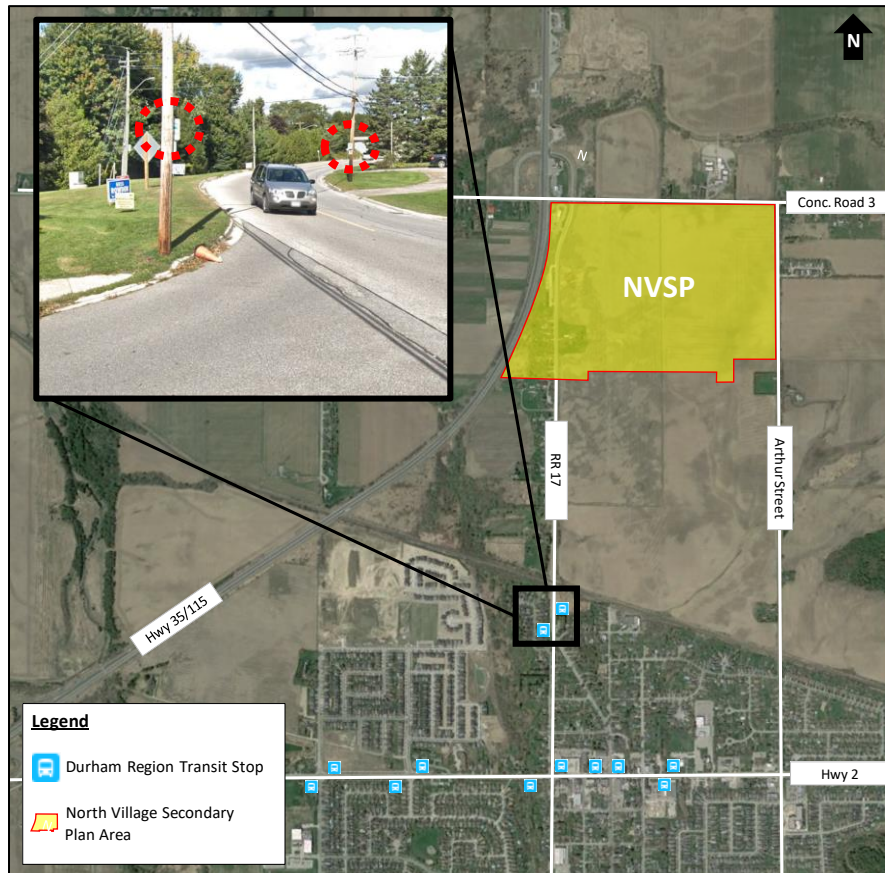 N
N
Conc. Road 3
NVSP
RR 17
Arthur Street
Hwy 35/115
Legend
Durham Region Transit Stop
North Village Secondary
Plan Area
Hwy 2